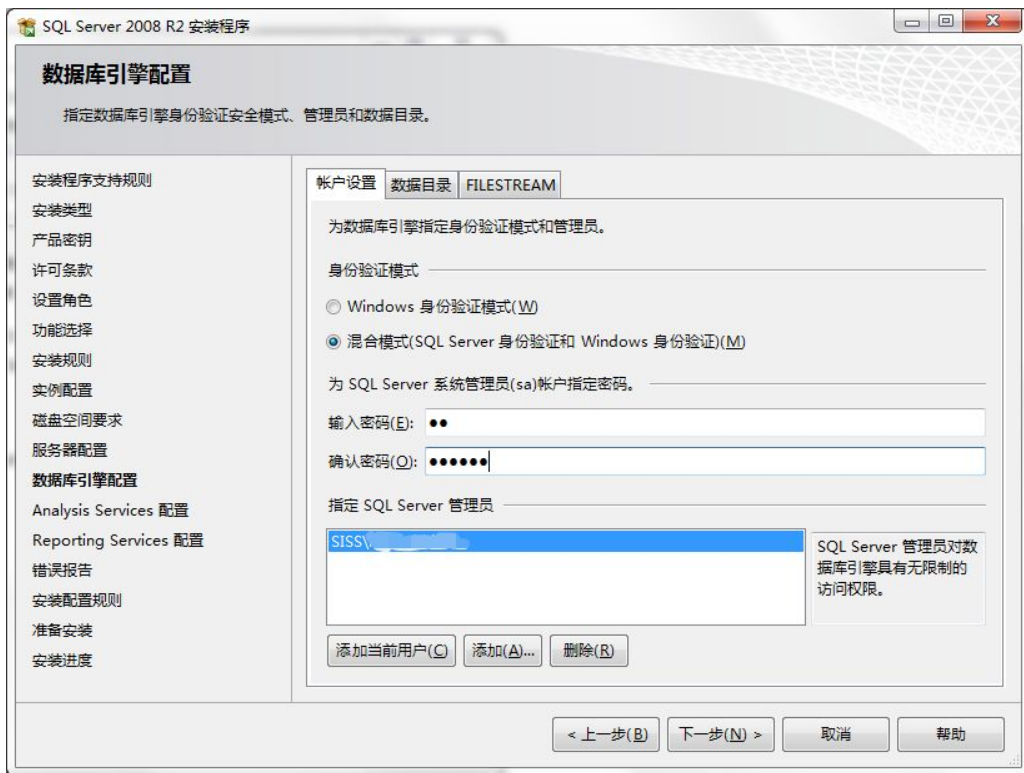 SQL Server 2008 R2 安装程序
数据库引擎配置
指定数据库引擎身份验证安全模式、管理员和数据目录。
安装程序支持规则
安装类型
产品密钥
许可条款
设置角色
功能选择
安装规则
实例配置
磁盘空间要求
服务器配置
数据库引擎配置
Analysis Services 配置
Reporting Services 配置
错误报告
安装配置规则
准备安装
安装进度
帐户设置 数据目录 FILESTREAM
为数据库引擎指定身份验证模式和管理员。
身份验证模式
Windows 身份验证模式(W)
混合模式(SQL Server 身份验证和 Windows 身份验证)(M)
为 SQL Server 系统管理员(sa)帐户指定密码。
输入密码(E): ●●
确认密码(O): ●●●●●●
指定 SQL Server 管理员
SISS\
SQL Server 管理员对数
据库引擎具有无限制的
访问权限。
添加当前用户(C) 添加(A)... 删除(R)
< 上一步(B) 下一步(N) > 取消 帮助